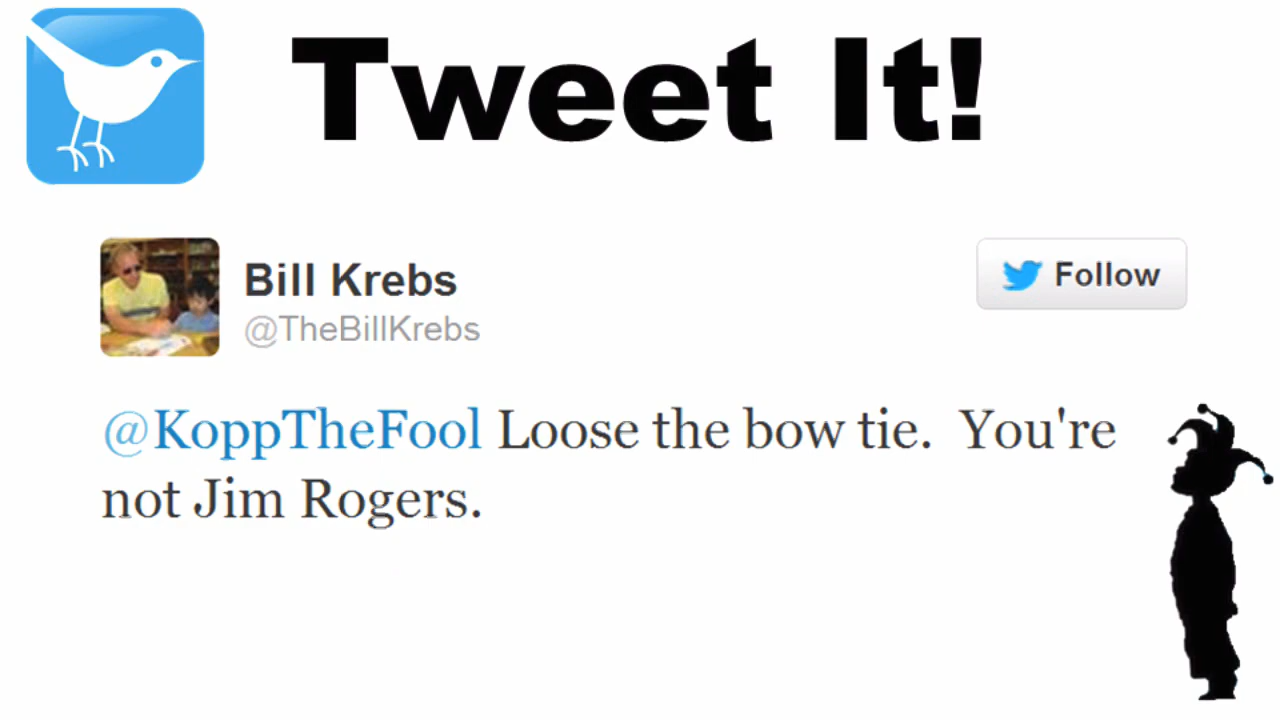 Tweet It!
Bill Krebs
Follow
@TheBillKrebs
@KoppTheFool Loose the bow tie.  You're
not Jim Rogers.